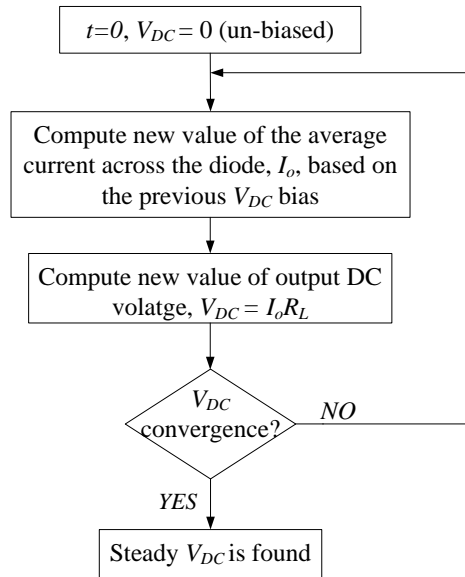 t=0, V_DC = 0 (un-biased)
Compute new value of the average
current across the diode, I_o, based on
the previous V_DC bias
Compute new value of output DC
volatge, V_DC = I_oR_L
V_DC
convergence?
NO
YES
Steady V_DC is found